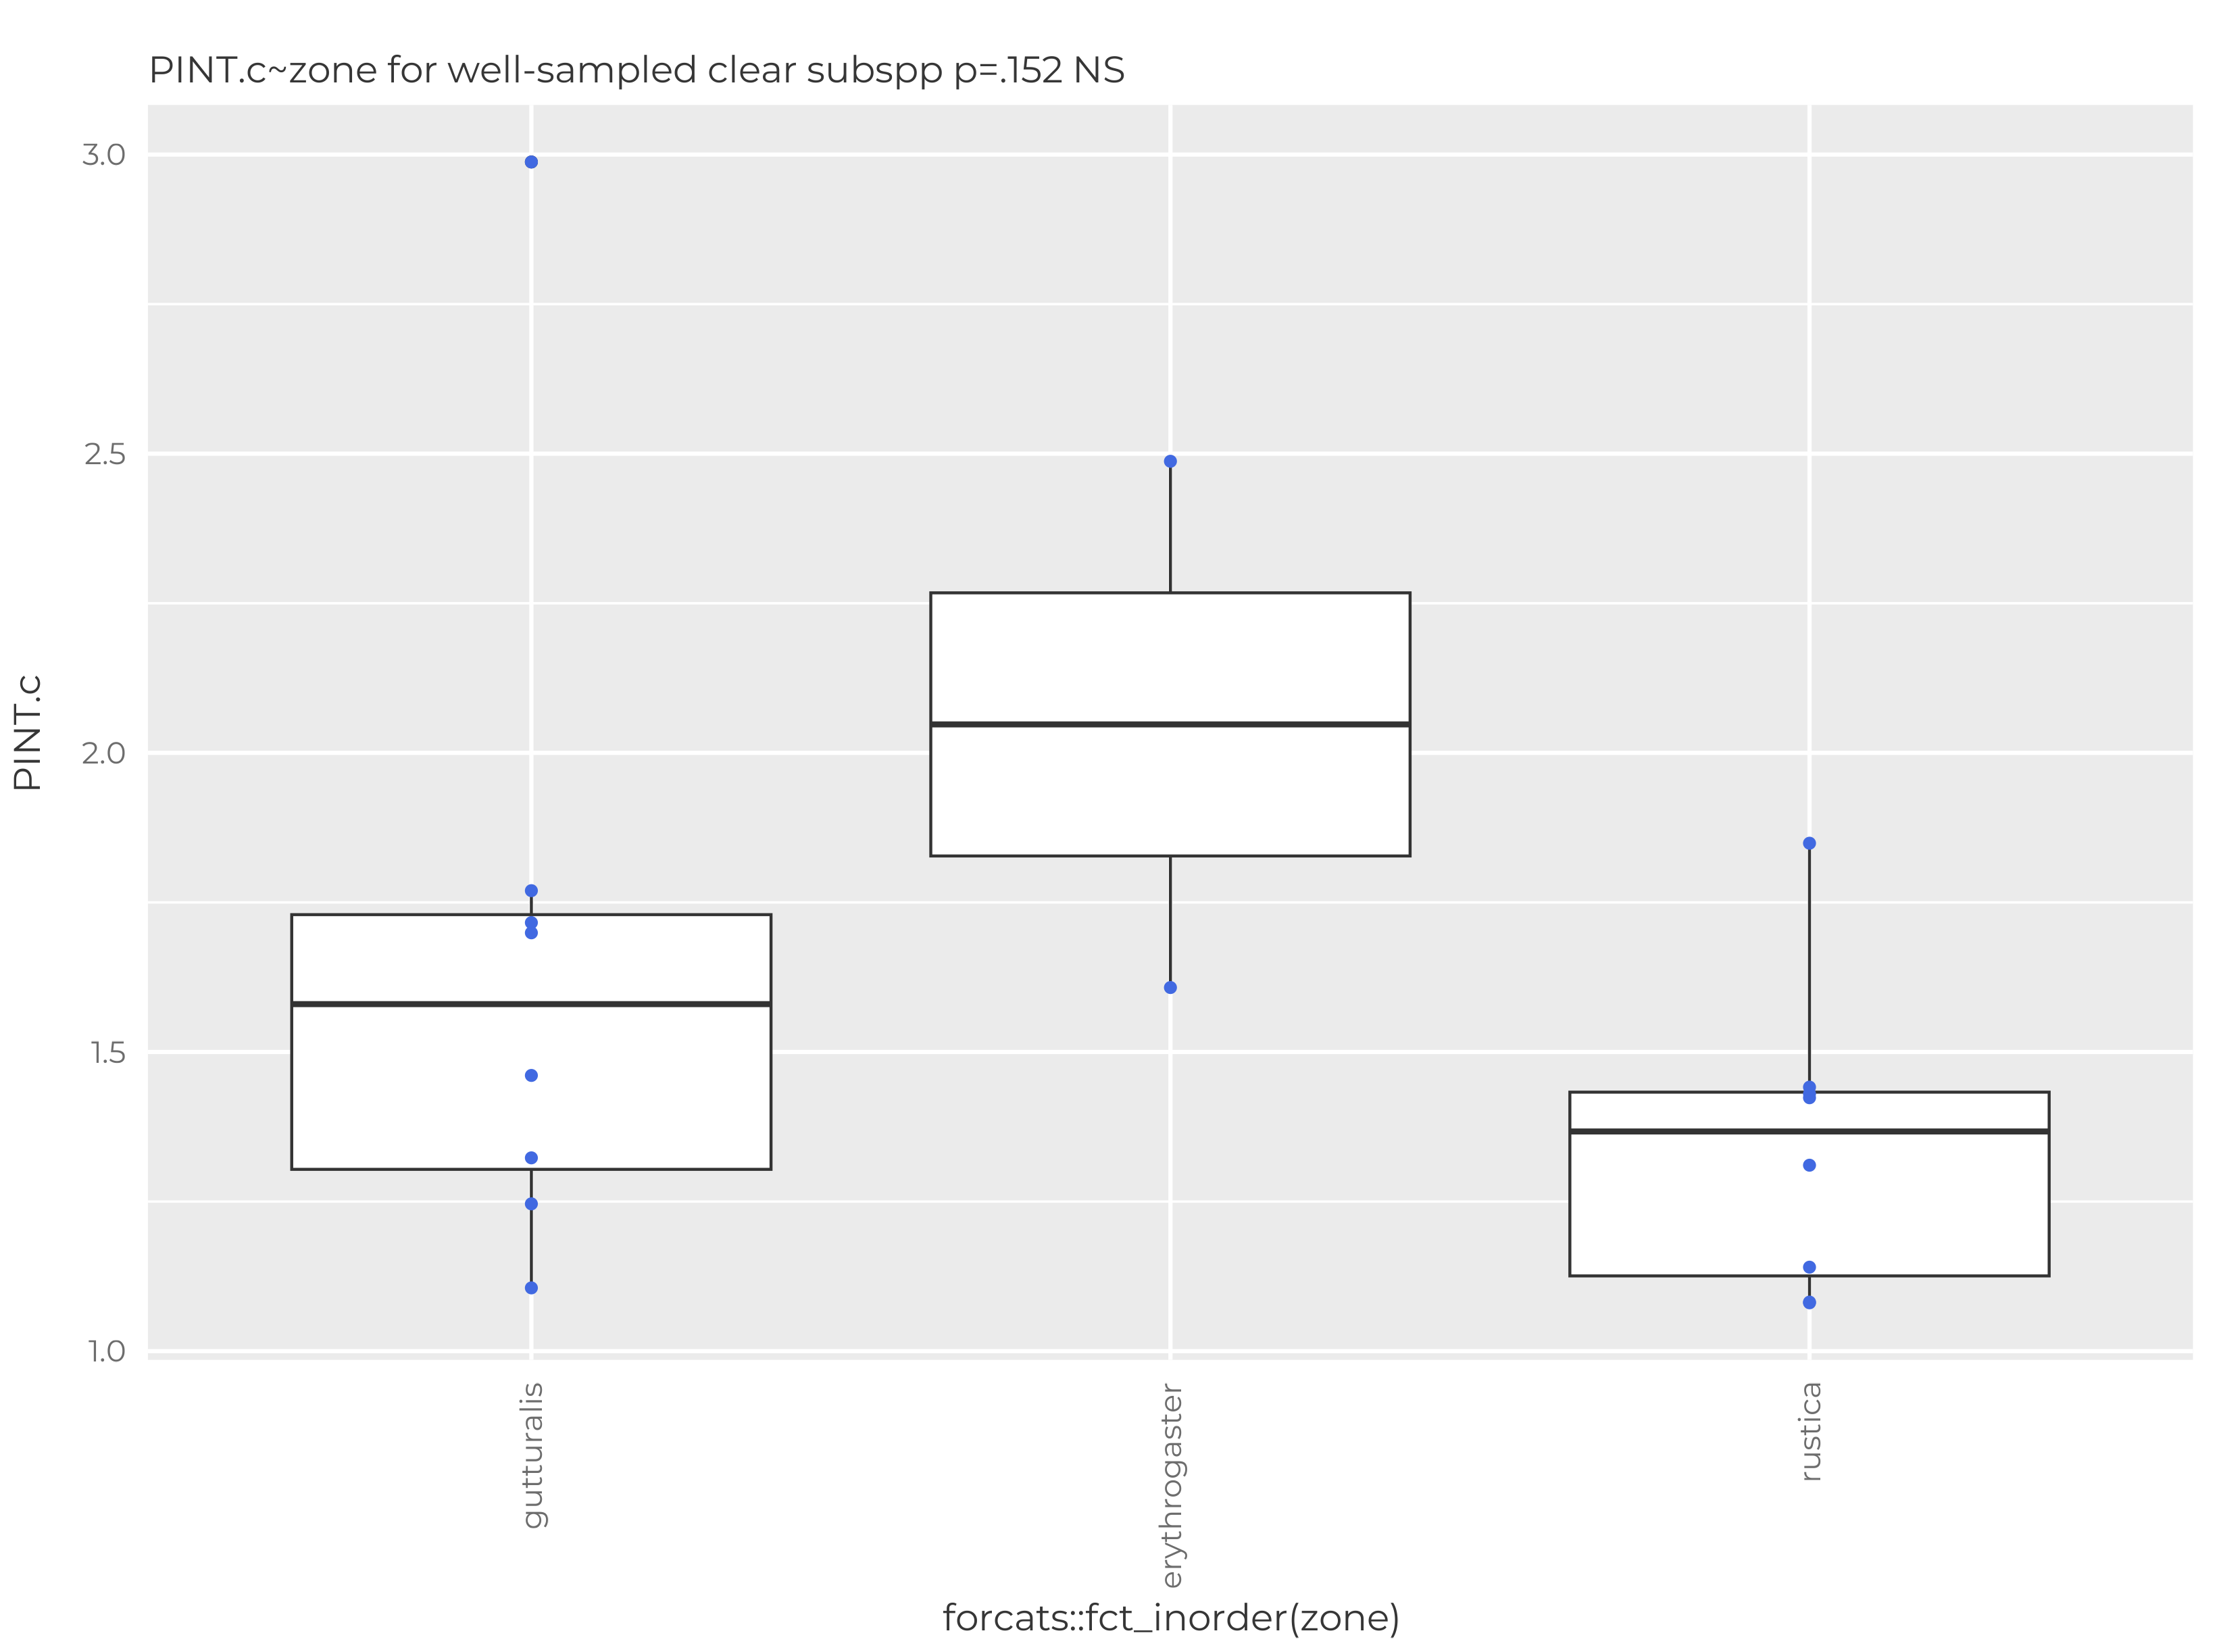 PINT.c~zone for well-sampled clear subspp p=.152 NS
PINT.c
3.0
2.5
2.0
1.5
1.0
gutturalis
erythrogaster
rustica
forcats::fct_inorder(zone)